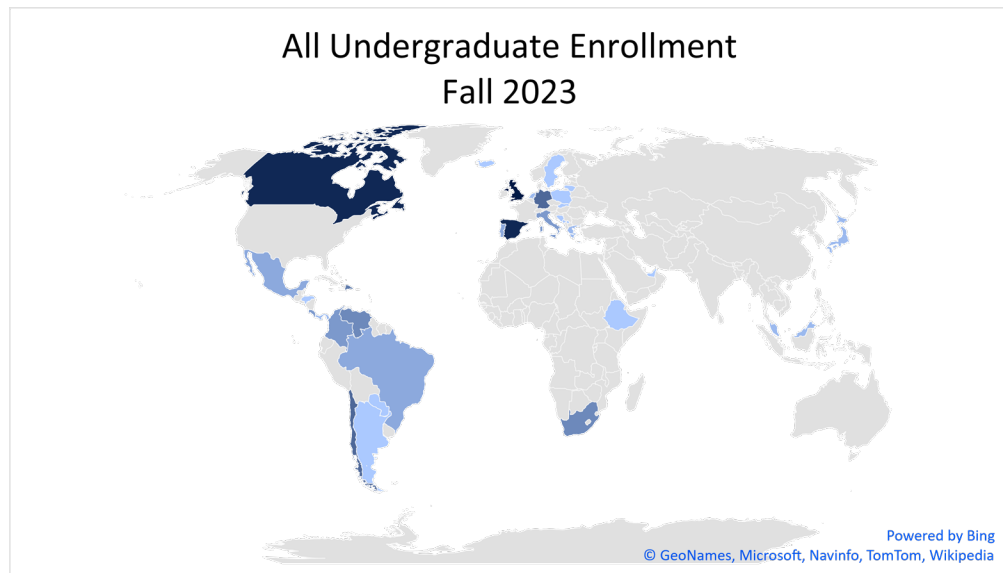 All Undergraduate Enrollment
Fall 2023
Powered by Bing
© GeoNames, Microsoft, Navinfo, TomTom, Wikipedia